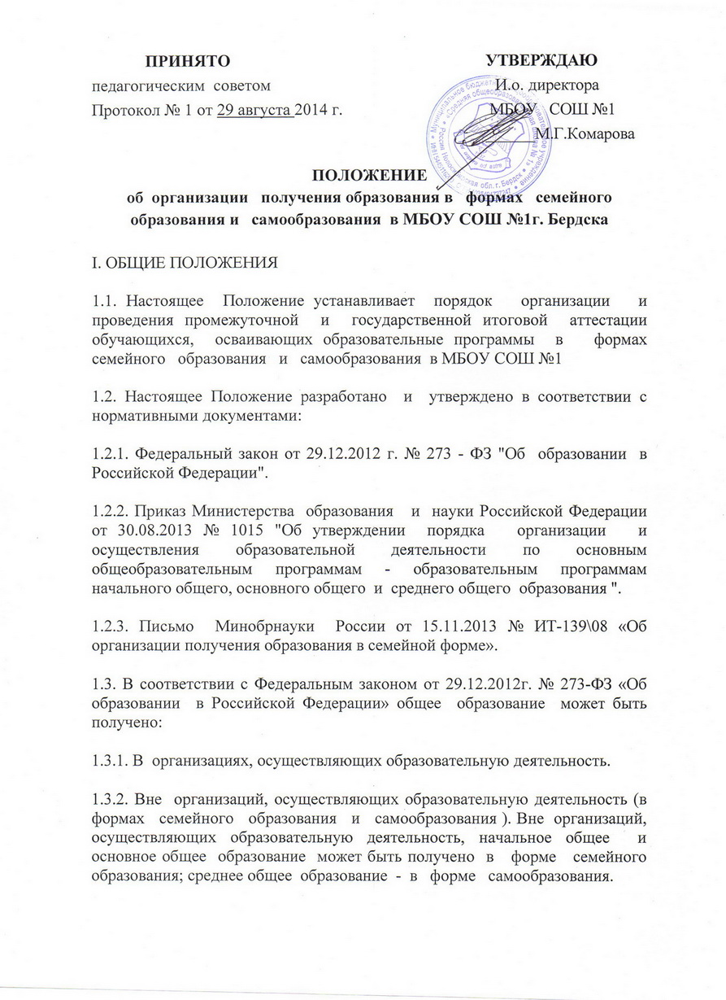 ПРИНЯТО УТВЕРЖДАЮ
педагогическим советом И.о. директора
Протокол № 1 от 29 августа 2014 г. МБОУ СОШ №1
М.Г.Комарова
ПОЛОЖЕНИЕ
об организации получения образования в формах семейного
образования и самообразования в МБОУ СОШ №1г. Бердска
I. ОБЩИЕ ПОЛОЖЕНИЯ
1.1. Настоящее Положение устанавливает порядок организации и
проведения промежуточной и государственной итоговой аттестации
обучающихся, осваивающих образовательные программы в формах
семейного образования и самообразования в МБОУ СОШ №1
1.2. Настоящее Положение разработано и утверждено в соответствии с
нормативными документами:
1.2.1. Федеральный закон от 29.12.2012 г. № 273 - ФЗ "Об образовании в
Российской Федерации".
1.2.2. Приказ Министерства образования и науки Российской Федерации
от 30.08.2013 № 1015 "Об утверждении порядка организации и
осуществления образовательной деятельности по основным
общеобразовательным программам - образовательным программам
начального общего, основного общего и среднего общего образования ".
1.2.3. Письмо Минобрнауки России от 15.11.2013 № ИТ-139\08 «Об
организации получения образования в семейной форме».
1.3. В соответствии с Федеральным законом от 29.12.2012г. № 273-ФЗ «Об
образовании в Российской Федерации» общее образование может быть
получено:
1.3.1. В организациях, осуществляющих образовательную деятельность.
1.3.2. Вне организаций, осуществляющих образовательную деятельность (в
формах семейного образования и самообразования ). Вне организаций,
осуществляющих образовательную деятельность, начальное общее и
основное общее образование может быть получено в форме семейного
образования; среднее общее образование - в форме самообразования.